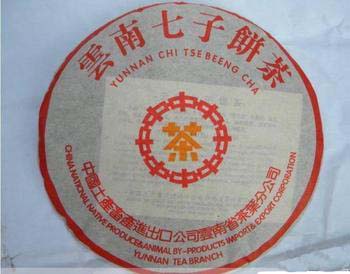 雲南七子餅茶
YUNNAN CHI TSE BEENG CHA
茶
中國土產畜產進出口公司雲南省茶葉分公司
CHINA NATIONAL NATIVE PRODUCE & ANIMAL BY-PRODUCTS IMPORT & EXPORT CORPORATION
YUNNAN TEA BRANCH